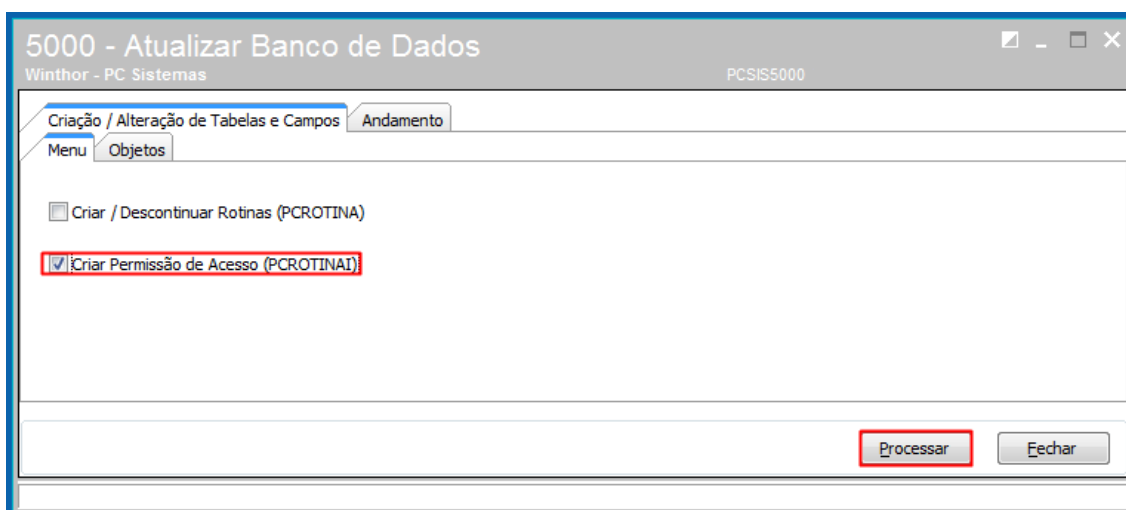 5000 - Atualizar Banco de Dados
Winthor - PC Sistemas PCSIS5000
Criação / Alteração de Tabelas e Campos Andamento
Menu Objetos
Criar / Descontinuar Rotinas (PCROTINA)
Criar Permissão de Acesso (PCROTINAI)
Processar Fechar